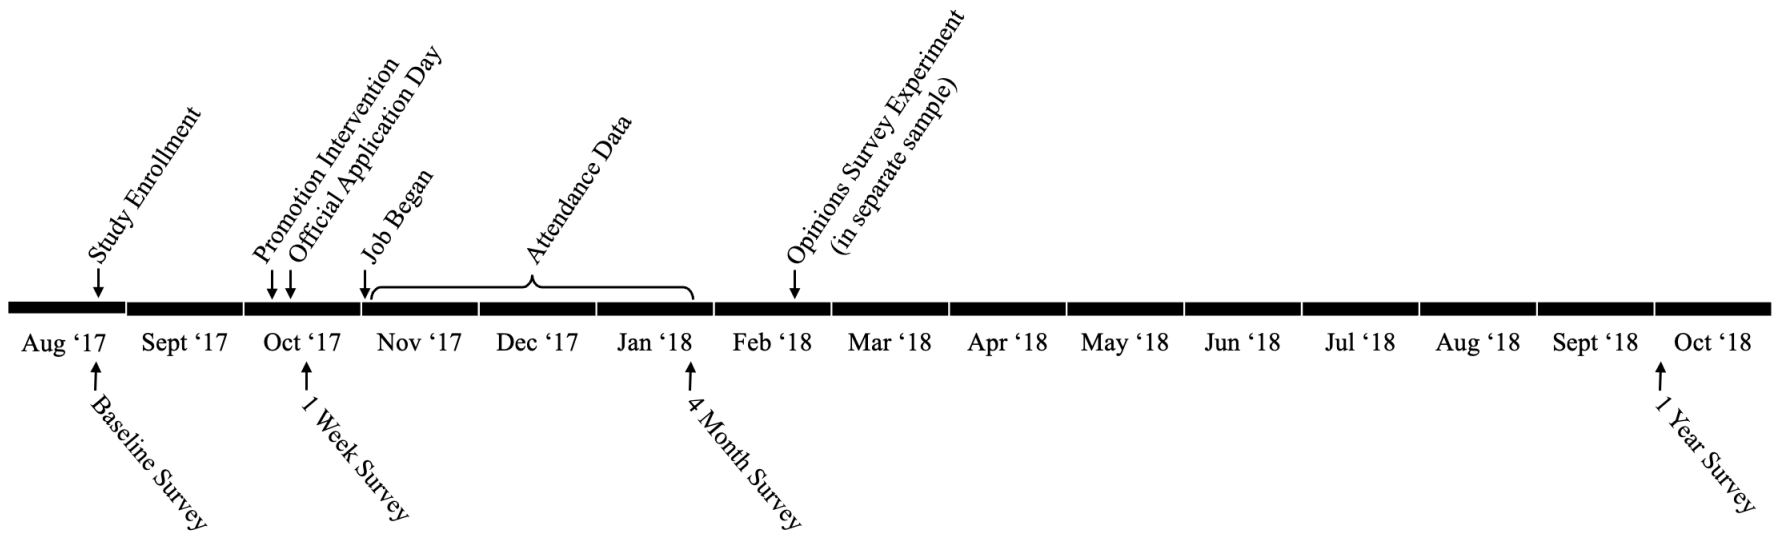 Study Enrollment
Promotion Intervention
Official Application Day
Job Began
Attendance Data
Opinions Survey Experiment
(in separate sample)
Aug ‘17
Sept ‘17
Oct ‘17
Nov ‘17
Dec ‘17
Jan ‘18
Feb ‘18
Mar ‘18
Apr ‘18
May ‘18
Jun ‘18
Jul ‘18
Aug ‘18
Sept ‘18
Oct ‘18
Baseline Survey
1 Week Survey
4 Month Survey
1 Year Survey